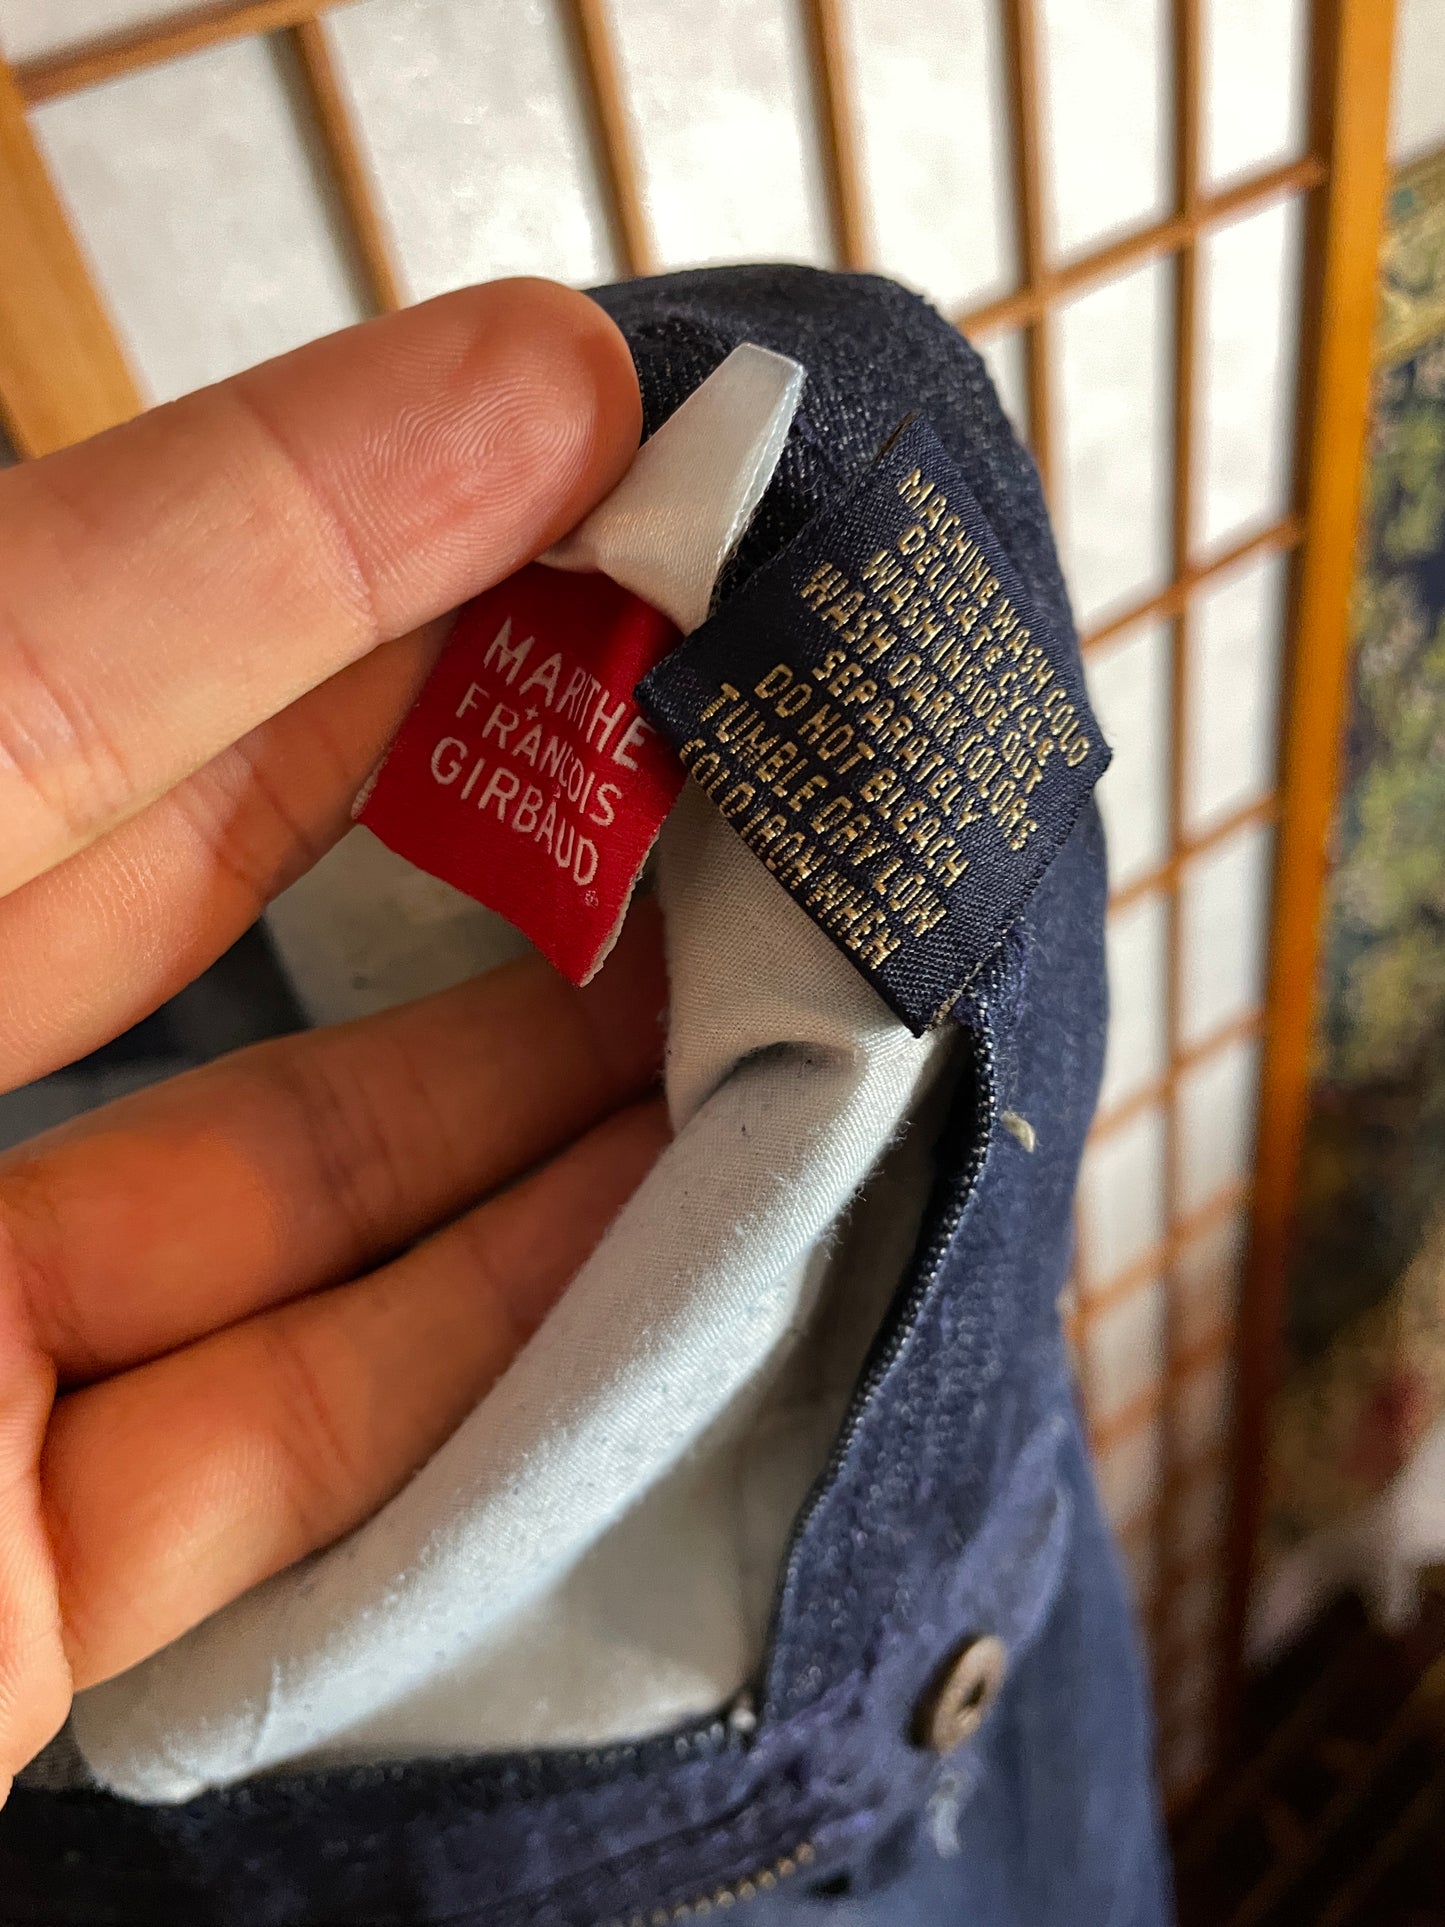 MARITHE
+
FRANÇOIS
GIRBAUD
®
MACHINE WASH COLD
DELICATE CYCLE
WASH INSIDE OUT
WASH DARK COLORS
SEPARATELY
DO NOT BLEACH
TUMBLE DRY LOW
COLD IRON WHEN